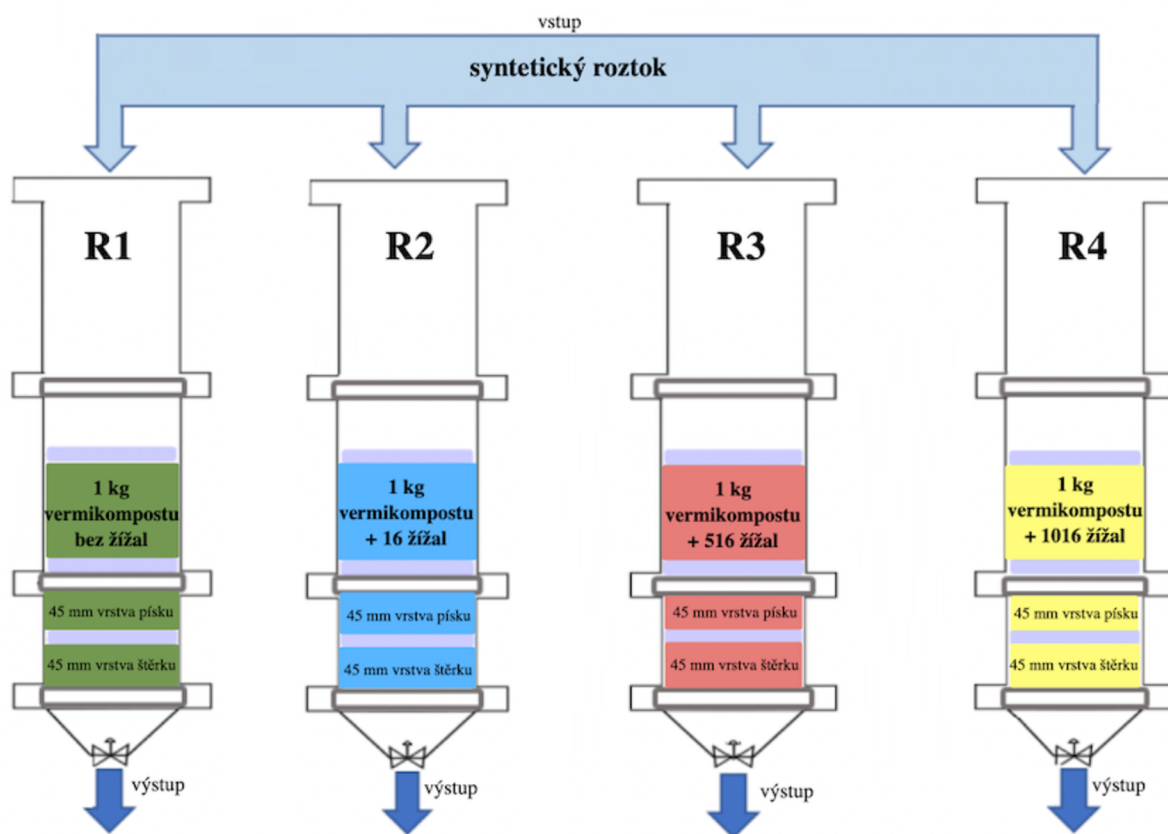 vstup
syntetický roztok
R1
R2
R3
R4
1 kg
vermikompostu
bez žížal
1 kg
vermikompostu
+ 16 žížal
1 kg
vermikompostu
+ 516 žížal
1 kg
vermikompostu
+ 1016 žížal
45 mm vrstva písku
45 mm vrstva písku
45 mm vrstva písku
45 mm vrstva písku
45 mm vrstva štěrku
45 mm vrstva štěrku
45 mm vrstva štěrku
45 mm vrstva štěrku
výstup
výstup
výstup
výstup